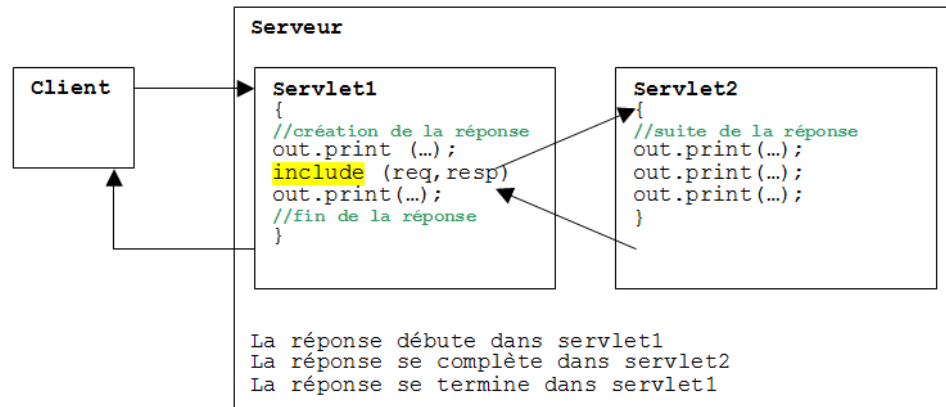 Serveur
Client
Servlet1
{
//création de la réponse
out.print (…);
include (req,resp)
out.print(…);
//fin de la réponse
}
Servlet2
{
//suite de la réponse
out.print(…);
out.print(…);
out.print(…);
}
La réponse débute dans servlet1
La réponse se complète dans servlet2
La réponse se termine dans servlet1